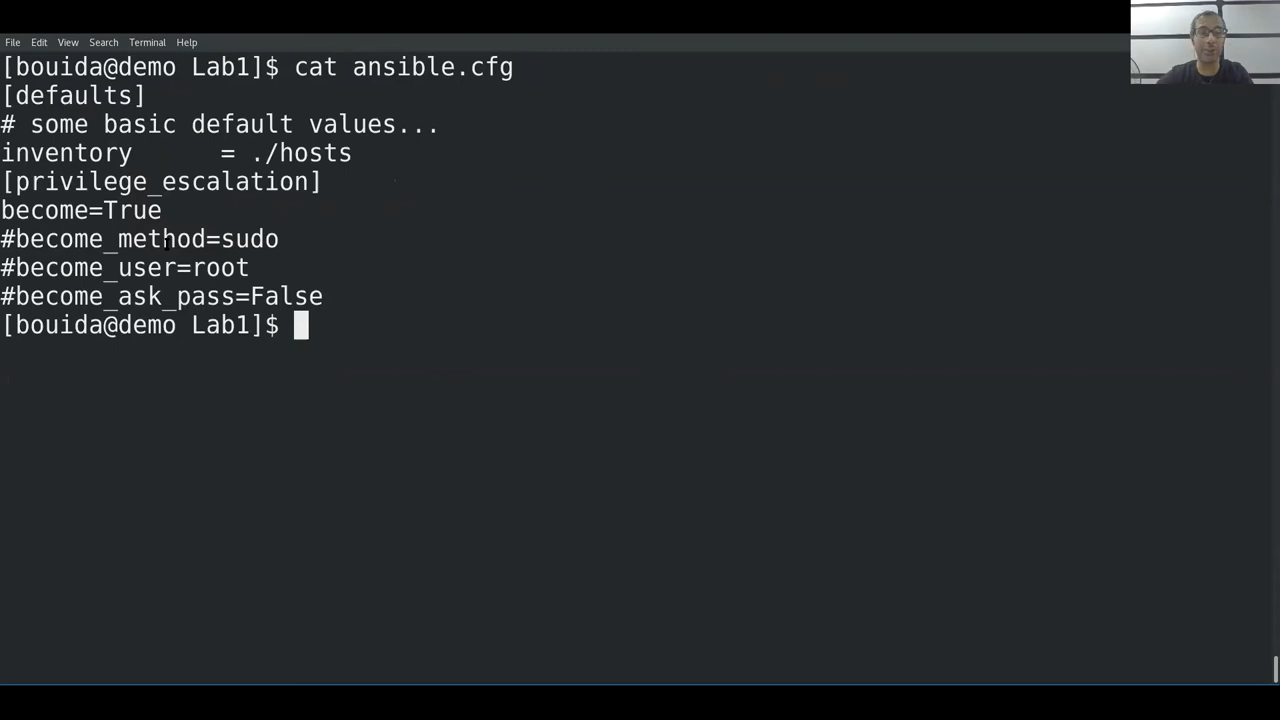 File Edit View Search Terminal Help
[bouida@demo Lab1]$ cat ansible.cfg
[defaults]
# some basic default values...
inventory      = ./hosts
[privilege_escalation]
become=True
#become_method=sudo
#become_user=root
#become_ask_pass=False
[bouida@demo Lab1]$